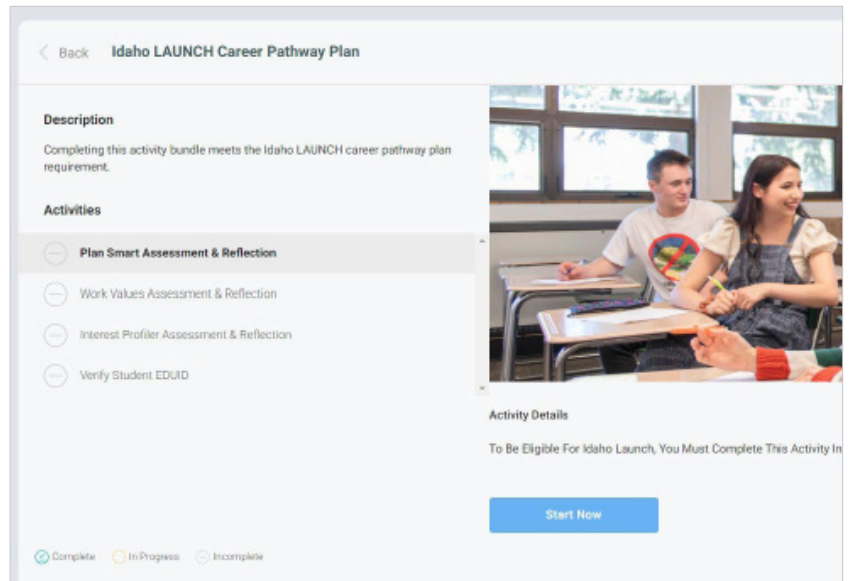 Back Idaho LAUNCH Career Pathway Plan
Description
Completing this activity bundle meets the Idaho LAUNCH career pathway plan
requirement.
Activities
Plan Smart Assessment & Reflection
Work Values Assessment & Reflection
Interest Profiler Assessment & Reflection
Verify Student EDUID
Activity Details
To Be Eligible For Idaho Launch, You Must Complete This Activity In
Start Now
Complete In Progress Incomplete